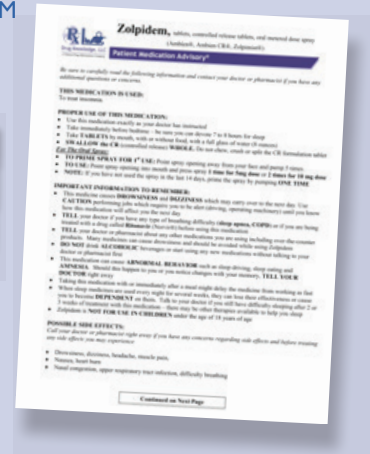 M
Zolpidem, tablets, controlled release tablets, oral metered dose spray
(Ambien®, Ambien CR®, Zolpimist®)
Drug Knowledge, LLC
Patient Medication Advisory®
Be sure to carefully read the following information and contact your doctor or pharmacist if you have any
additional questions or concerns.
THIS MEDICATION IS USED:
To treat insomnia
PROPER USE OF THIS MEDICATION:
• Use this medication exactly as your doctor has instructed
• Take immediately before bedtime – be sure you can devote 7 to 8 hours for sleep
• Take TABLETS by mouth, with or without food, with a full glass of water (8 ounces)
• SWALLOW the CR (controlled release) WHOLE. Do not chew, crush or split the CR formulation tablet
For The Oral Spray:
• TO PRIME SPRAY FOR 1st USE: Point spray opening away from your face and pump 5 times
• TO USE: Point spray opening into mouth and press spray 1 time for 5mg dose or 2 times for 10 mg dose
• NOTE: If you have not used the spray in the last 14 days, prime the spray by pumping ONE TIME
IMPORTANT INFORMATION TO REMEMBER:
• This medicine causes DROWSINESS and DIZZINESS which may carry over to the next day. Use
CAUTION performing jobs which require you to be alert (driving, operating machinery) until you know
how this medication will affect you the next day
• TELL your doctor if you have any type of breathing difficulty (sleep apnea, COPD) or if you are being
treated with a drug called Rifampin (Rifadin®) before using this medication
• TELL your doctor or pharmacist about any other medications you are using including over the counter
products. Many medicines can cause drowsiness and should be avoided while using Zolpidem
• DO NOT drink ALCOHOLIC beverages or start using any new medications without talking to your
doctor or pharmacist first
• This medication can cause ABNORMAL BEHAVIOR such as sleep driving, sleep eating and
AMNESIA. Should this happen to you or you notice changes with your memory, TELL YOUR
DOCTOR right away
• Taking this medication with or immediately after a meal might delay the medicine from working as fast
• When sleep medicines are used every night for several weeks, they can lose their effectiveness or cause
you to become DEPENDENT on them. Talk to your doctor if you still have difficulty sleeping after 2 or
3 weeks of treatment with this medication – there may be other therapies available to help you sleep
• Zolpidem is NOT FOR USE IN CHILDREN under the age of 18 years of age
POSSIBLE SIDE EFFECTS:
Call your doctor or pharmacist right away if you have any concerns regarding side effects and before treating
any side effects you may experience
• Drowsiness, dizziness, headache, muscle pain,
• Nausea, heart burn
• Nasal congestion, upper respiratory tract infection, difficulty breathing
Continued on Next Page